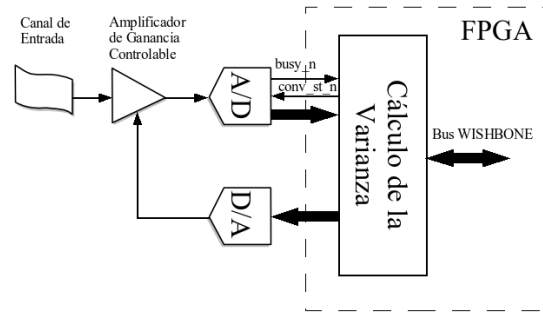 Canal de
Entrada
Amplificador
de Ganancia
Controlable
FPGA
A/D
busy_n
conv_st_n
Cálculo de la
Varianza
Bus WISHBONE
D/A